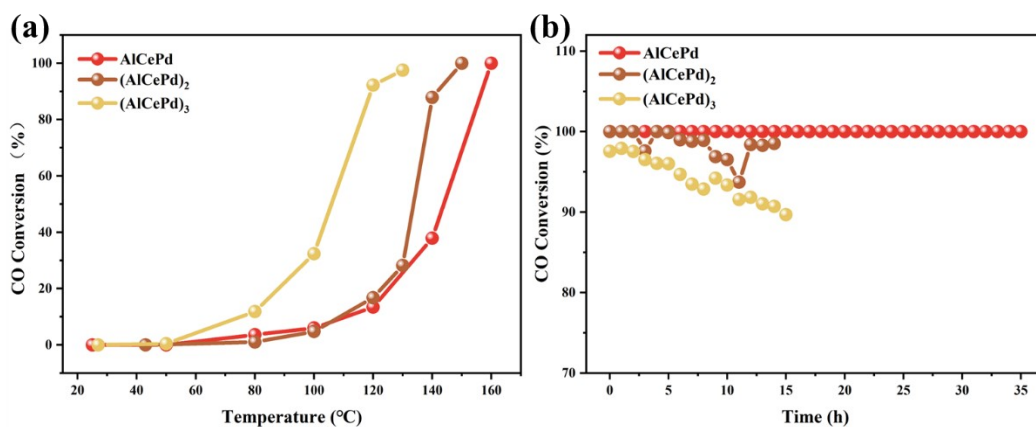 (a)
AlCePd
(AlCePd)₂
(AlCePd)₃
CO Conversion （%）
100
80
60
40
20
0
20 40 60 80 100 120 140 160
Temperature (℃)
(b)
AlCePd
(AlCePd)₂
(AlCePd)₃
CO Conversion (%)
110
100
90
80
70
0 5 10 15 20 25 30 35
Time (h)